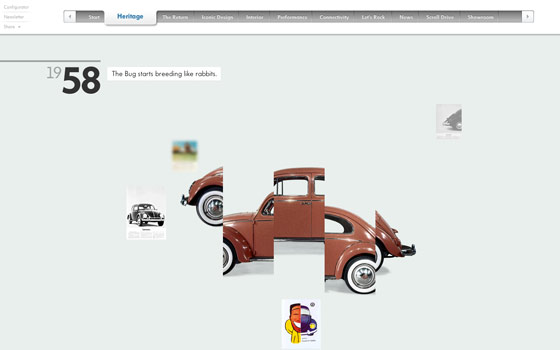 Configurator
Newsletter
Share
Start
Heritage
The Return
Iconic Design
Interior
Performance
Connectivity
Let's Rock
News
Scroll Drive
Showroom
1958
The Bug starts breeding like rabbits.